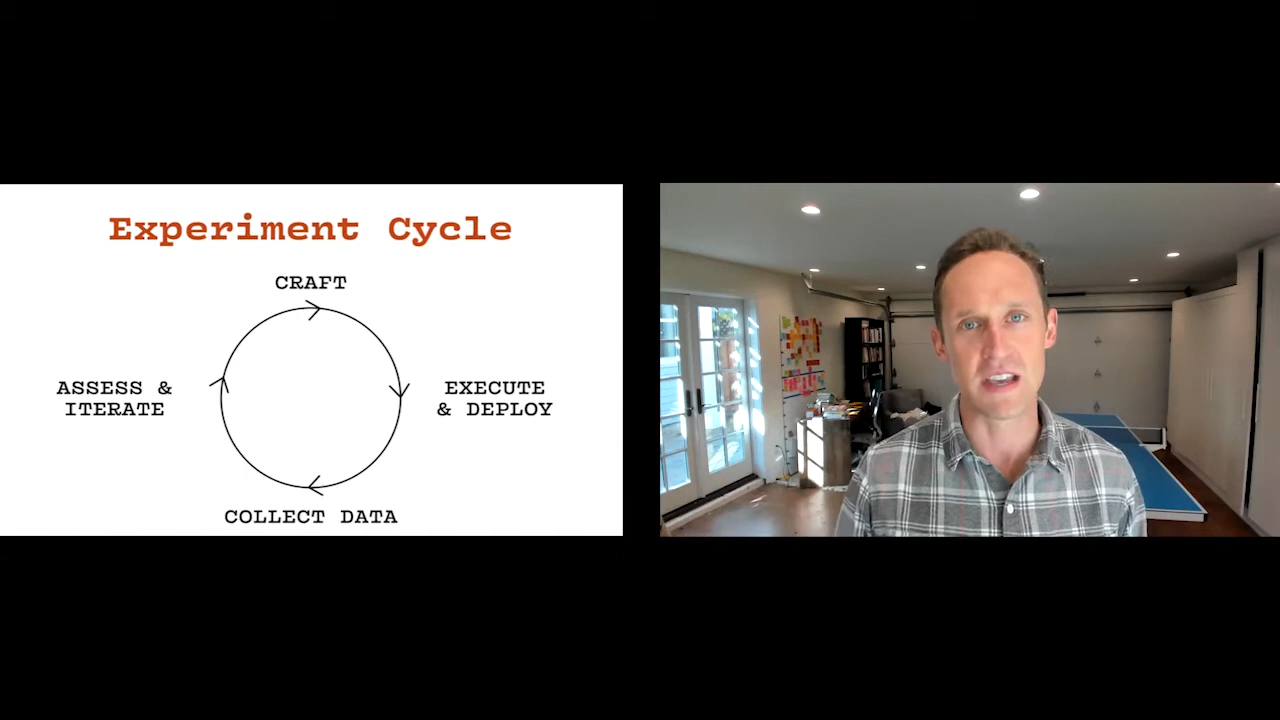 Experiment Cycle
CRAFT
EXECUTE
& DEPLOY
COLLECT DATA
ASSESS &
ITERATE